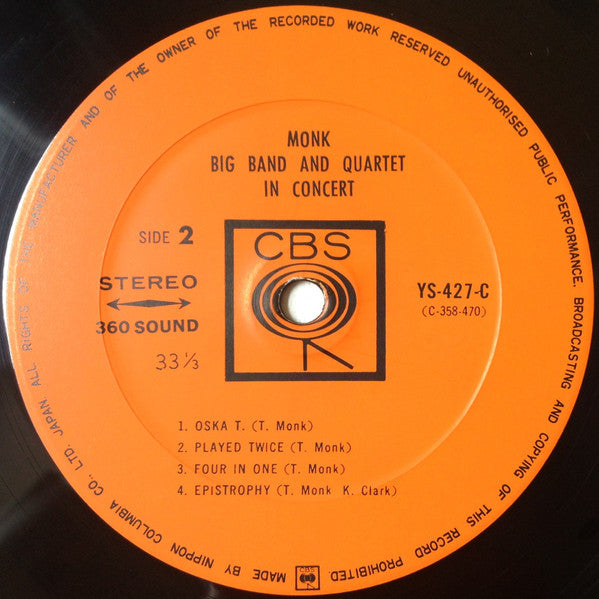 MONK
BIG BAND AND QUARTET
IN CONCERT
SIDE 2
CBS
STEREO
360 SOUND
33⅓
YS-427-C
(C-358-470)
1. OSKA T. (T. Monk)
2. PLAYED TWICE (T. Monk)
3. FOUR IN ONE (T. Monk)
4. EPISTROPHY (T. Monk K. Clark)
MADE BY NIPPON COLUMBIA CO., LTD. JAPAN ALL RIGHTS OF THE MANUFACTURER AND OF THE OWNER OF THE RECORDED WORK RESERVED UNAUTHORISED PUBLIC PERFORMANCE, BROADCASTING AND COPYING OF THIS RECORD PROHIBITED
CBS